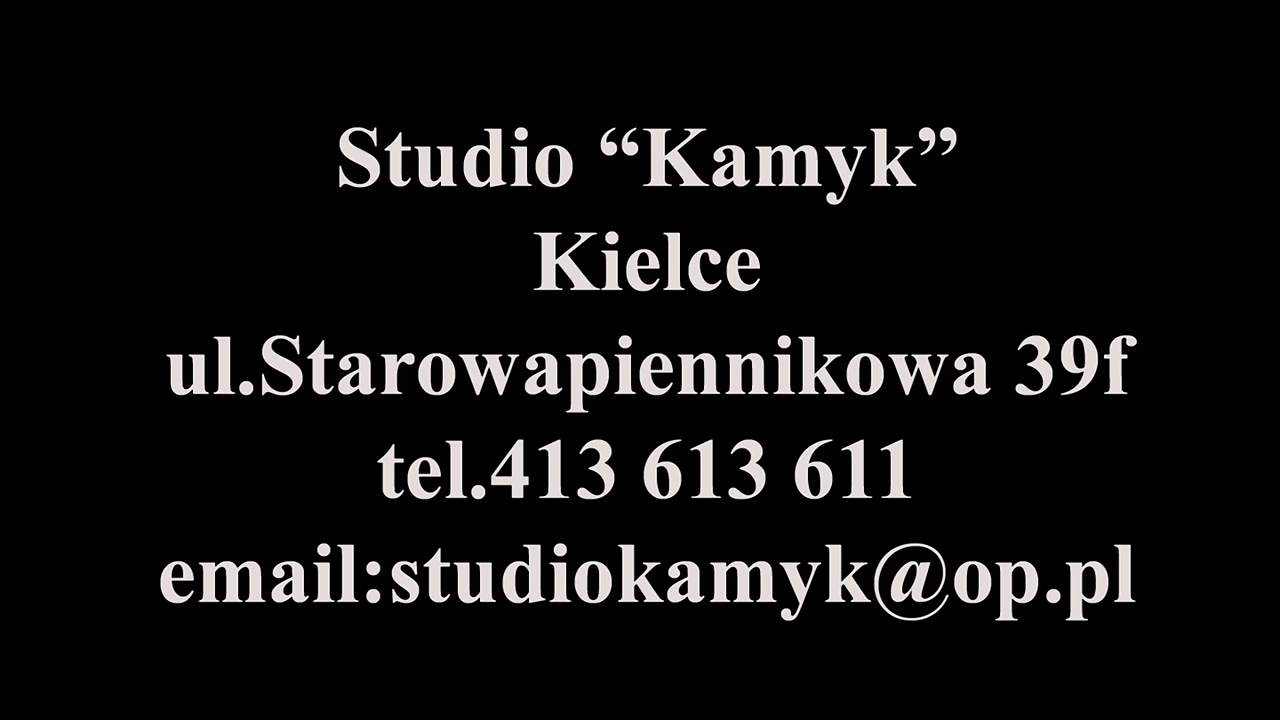 Studio “Kamyk”
Kielce
ul.Starowapiennikowa 39f
tel.413 613 611
email:studiokamyk@op.pl